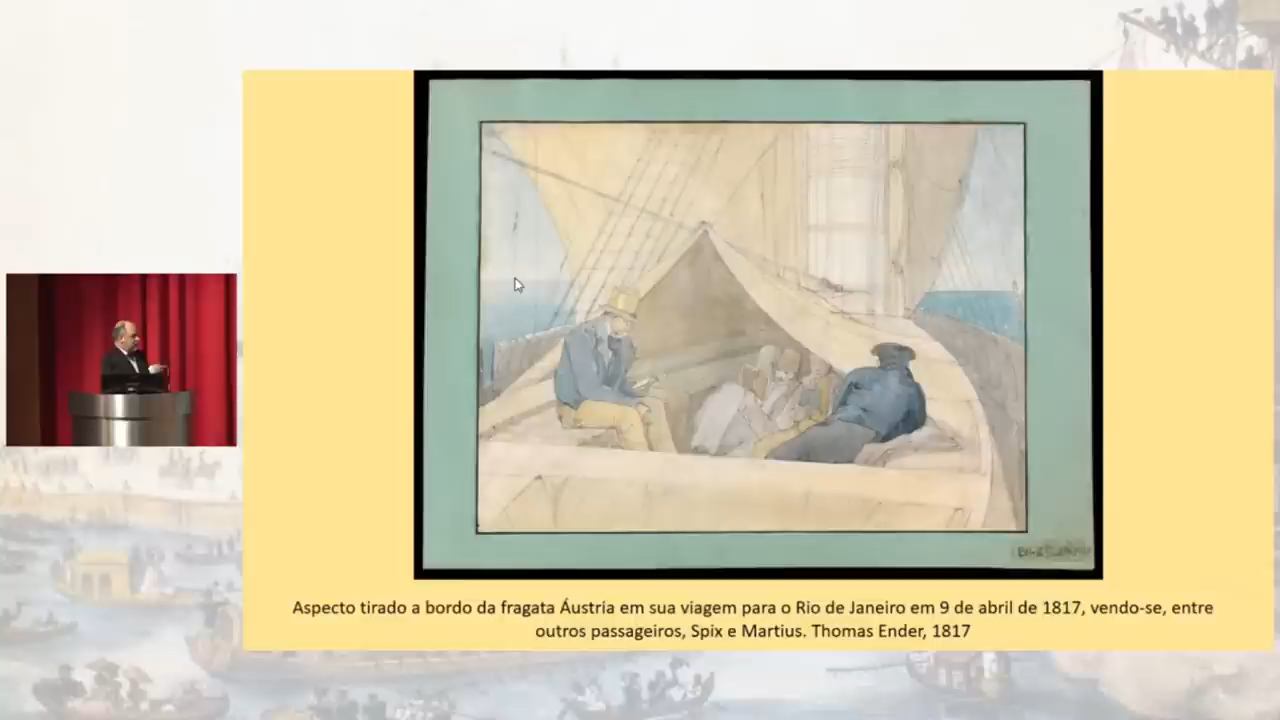 Aspecto tirado a bordo da fragata Áustria em sua viagem para o Rio de Janeiro em 9 de abril de 1817, vendo-se, entre
outros passageiros, Spix e Martius. Thomas Ender, 1817